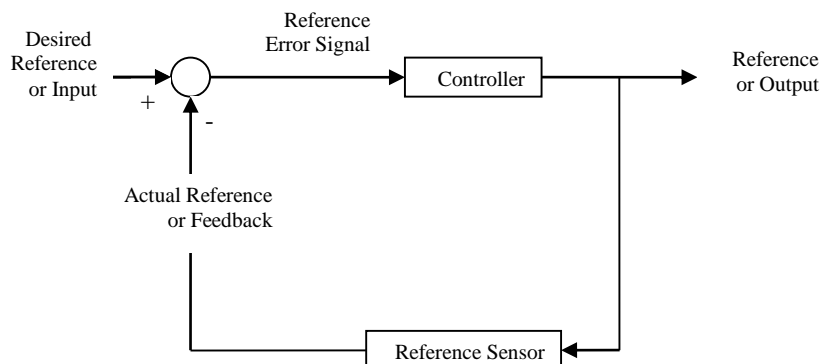 Desired
Reference
or Input
+
Reference
Error Signal
Controller
Reference
or Output
-
Actual Reference
or Feedback
Reference Sensor